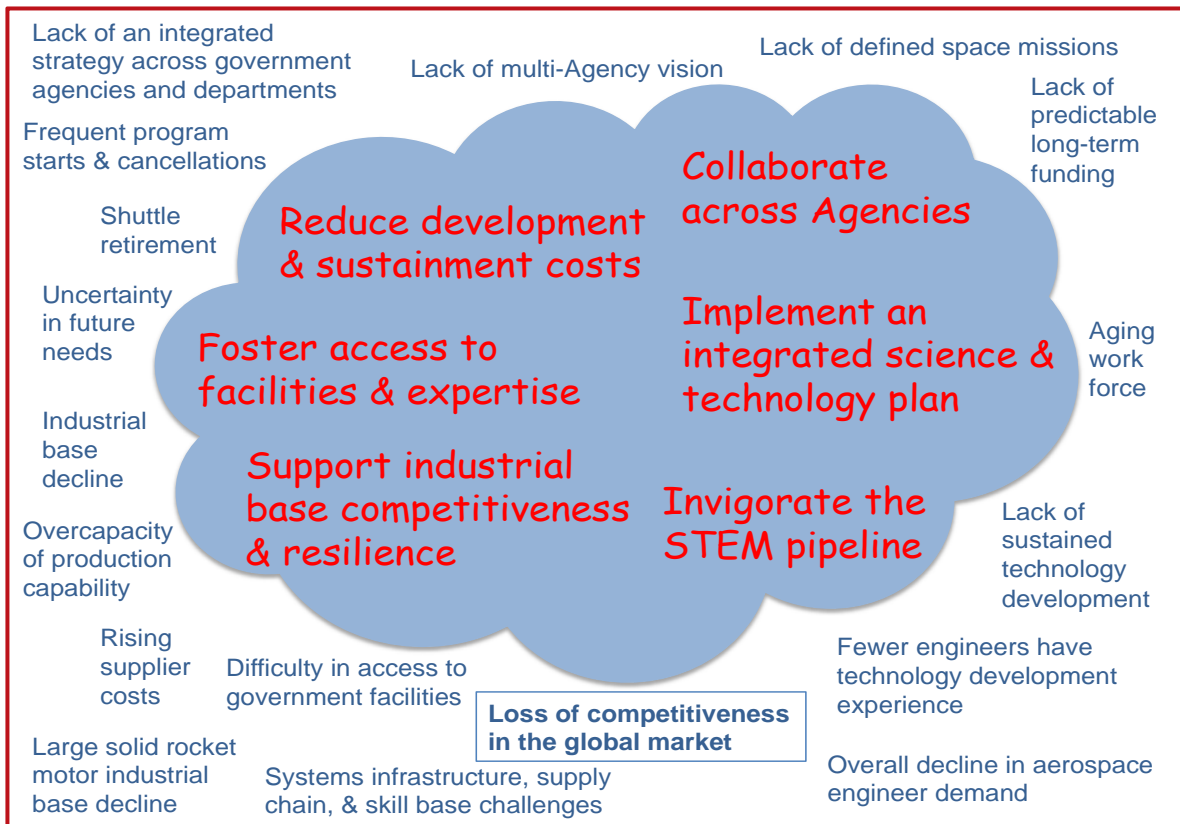 Lack of an integrated
strategy across government
agencies and departments
Lack of multi-Agency vision
Lack of defined space missions
Lack of
predictable
long-term
funding
Frequent program
starts & cancellations
Shuttle
retirement
Uncertainty
in future
needs
Industrial
base
decline
Overcapacity
of production
capability
Rising
supplier
costs
Large solid rocket
motor industrial
base decline
Reduce development
& sustainment costs
Foster access to
facilities & expertise
Support industrial
base competitiveness
& resilience
Collaborate
across Agencies
Implement an
integrated science &
technology plan
Invigorate the
STEM pipeline
Aging
work
force
Lack of
sustained
technology
development
Difficulty in access to
government facilities
Loss of competitiveness
in the global market
Fewer engineers have
technology development
experience
Systems infrastructure, supply
chain, & skill base challenges
Overall decline in aerospace
engineer demand